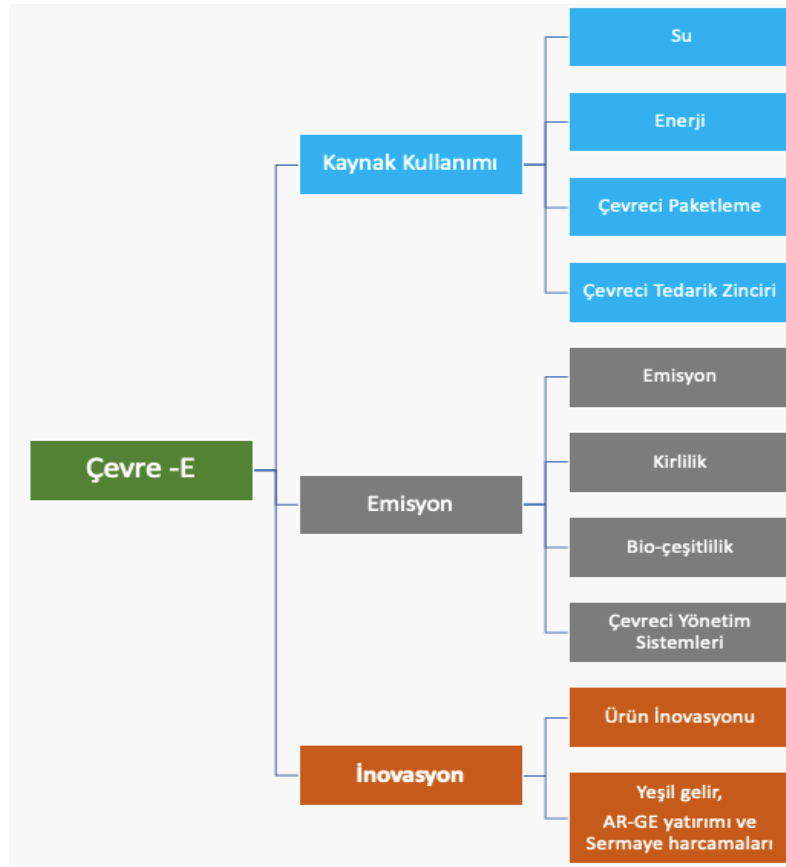 Su
Enerji
Kaynak Kullanımı
Çevreci Paketleme
Çevreci Tedarik Zinciri
Emisyon
Çevre -E
Kirlilik
Emisyon
Bio-çeşitlilik
Çevreci Yönetim
Sistemleri
Ürün İnovasyonu
İnovasyon
Yeşil gelir,
AR-GE yatırımı ve
Sermaye harcamaları